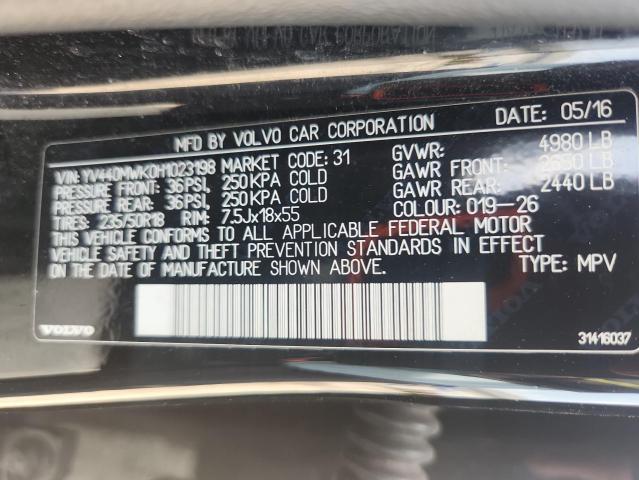 MFD BY VOLVO CAR CORPORATION DATE: 05/16
VIN: YV440MWK0H1023198 MARKET CODE: 31 GVWR: 4980 LB
PRESSURE FRONT: 36PSI, 250KPA COLD GAWR FRONT: LB
PRESSURE REAR: 36PSI, 250KPA COLD GAWR REAR: 2440 LB
TIRES: 235/50R18 RIM: 7.5Jx18x55 COLOUR: 019-26
THIS VEHICLE CONFORMS TO ALL APPLICABLE FEDERAL MOTOR
VEHICLE SAFETY AND THEFT PREVENTION STANDARDS IN EFFECT
ON THE DATE OF MANUFACTURE SHOWN ABOVE. TYPE: MPV
VOLVO 31416037